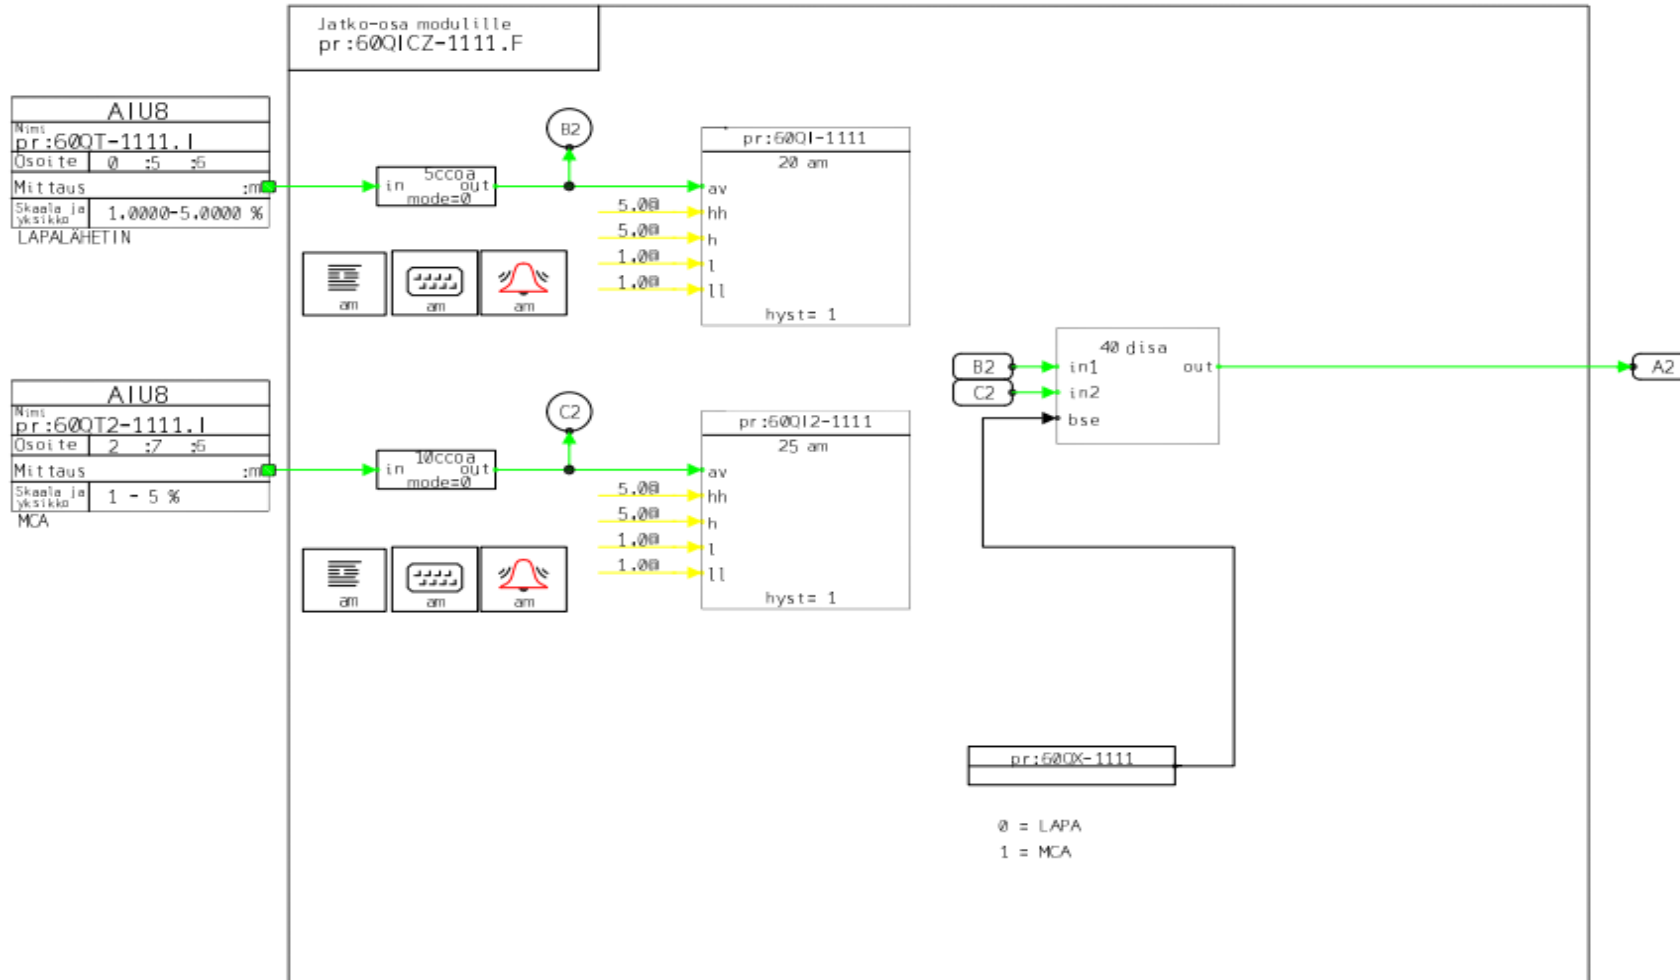 Jatko-osa modulille
pr:60QICZ-1111.F
AIU8
Nimi
pr:60QT-1111.I
Osoite 0 :5 :6
Mittaus :m
Skaala ja yksikko 1.0000-5.0000 %
LAPALÄHETIN
B2
5ccoa
in out
mode=0
pr:60QI-1111
20 am
av
5.00 hh
5.00 h
1.00 l
1.00 ll
hyst= 1
am am am
AIU8
Nimi
pr:60QT2-1111.I
Osoite 2 :7 :6
Mittaus :m
Skaala ja yksikko 1 - 5 %
MCA
C2
10ccoa
in out
mode=0
pr:60QI2-1111
25 am
av
5.00 hh
5.00 h
1.00 l
1.00 ll
hyst= 1
am am am
40 disa
B2 in1 out A2
C2 in2
bse
pr:60QX-1111
0 = LAPA
1 = MCA